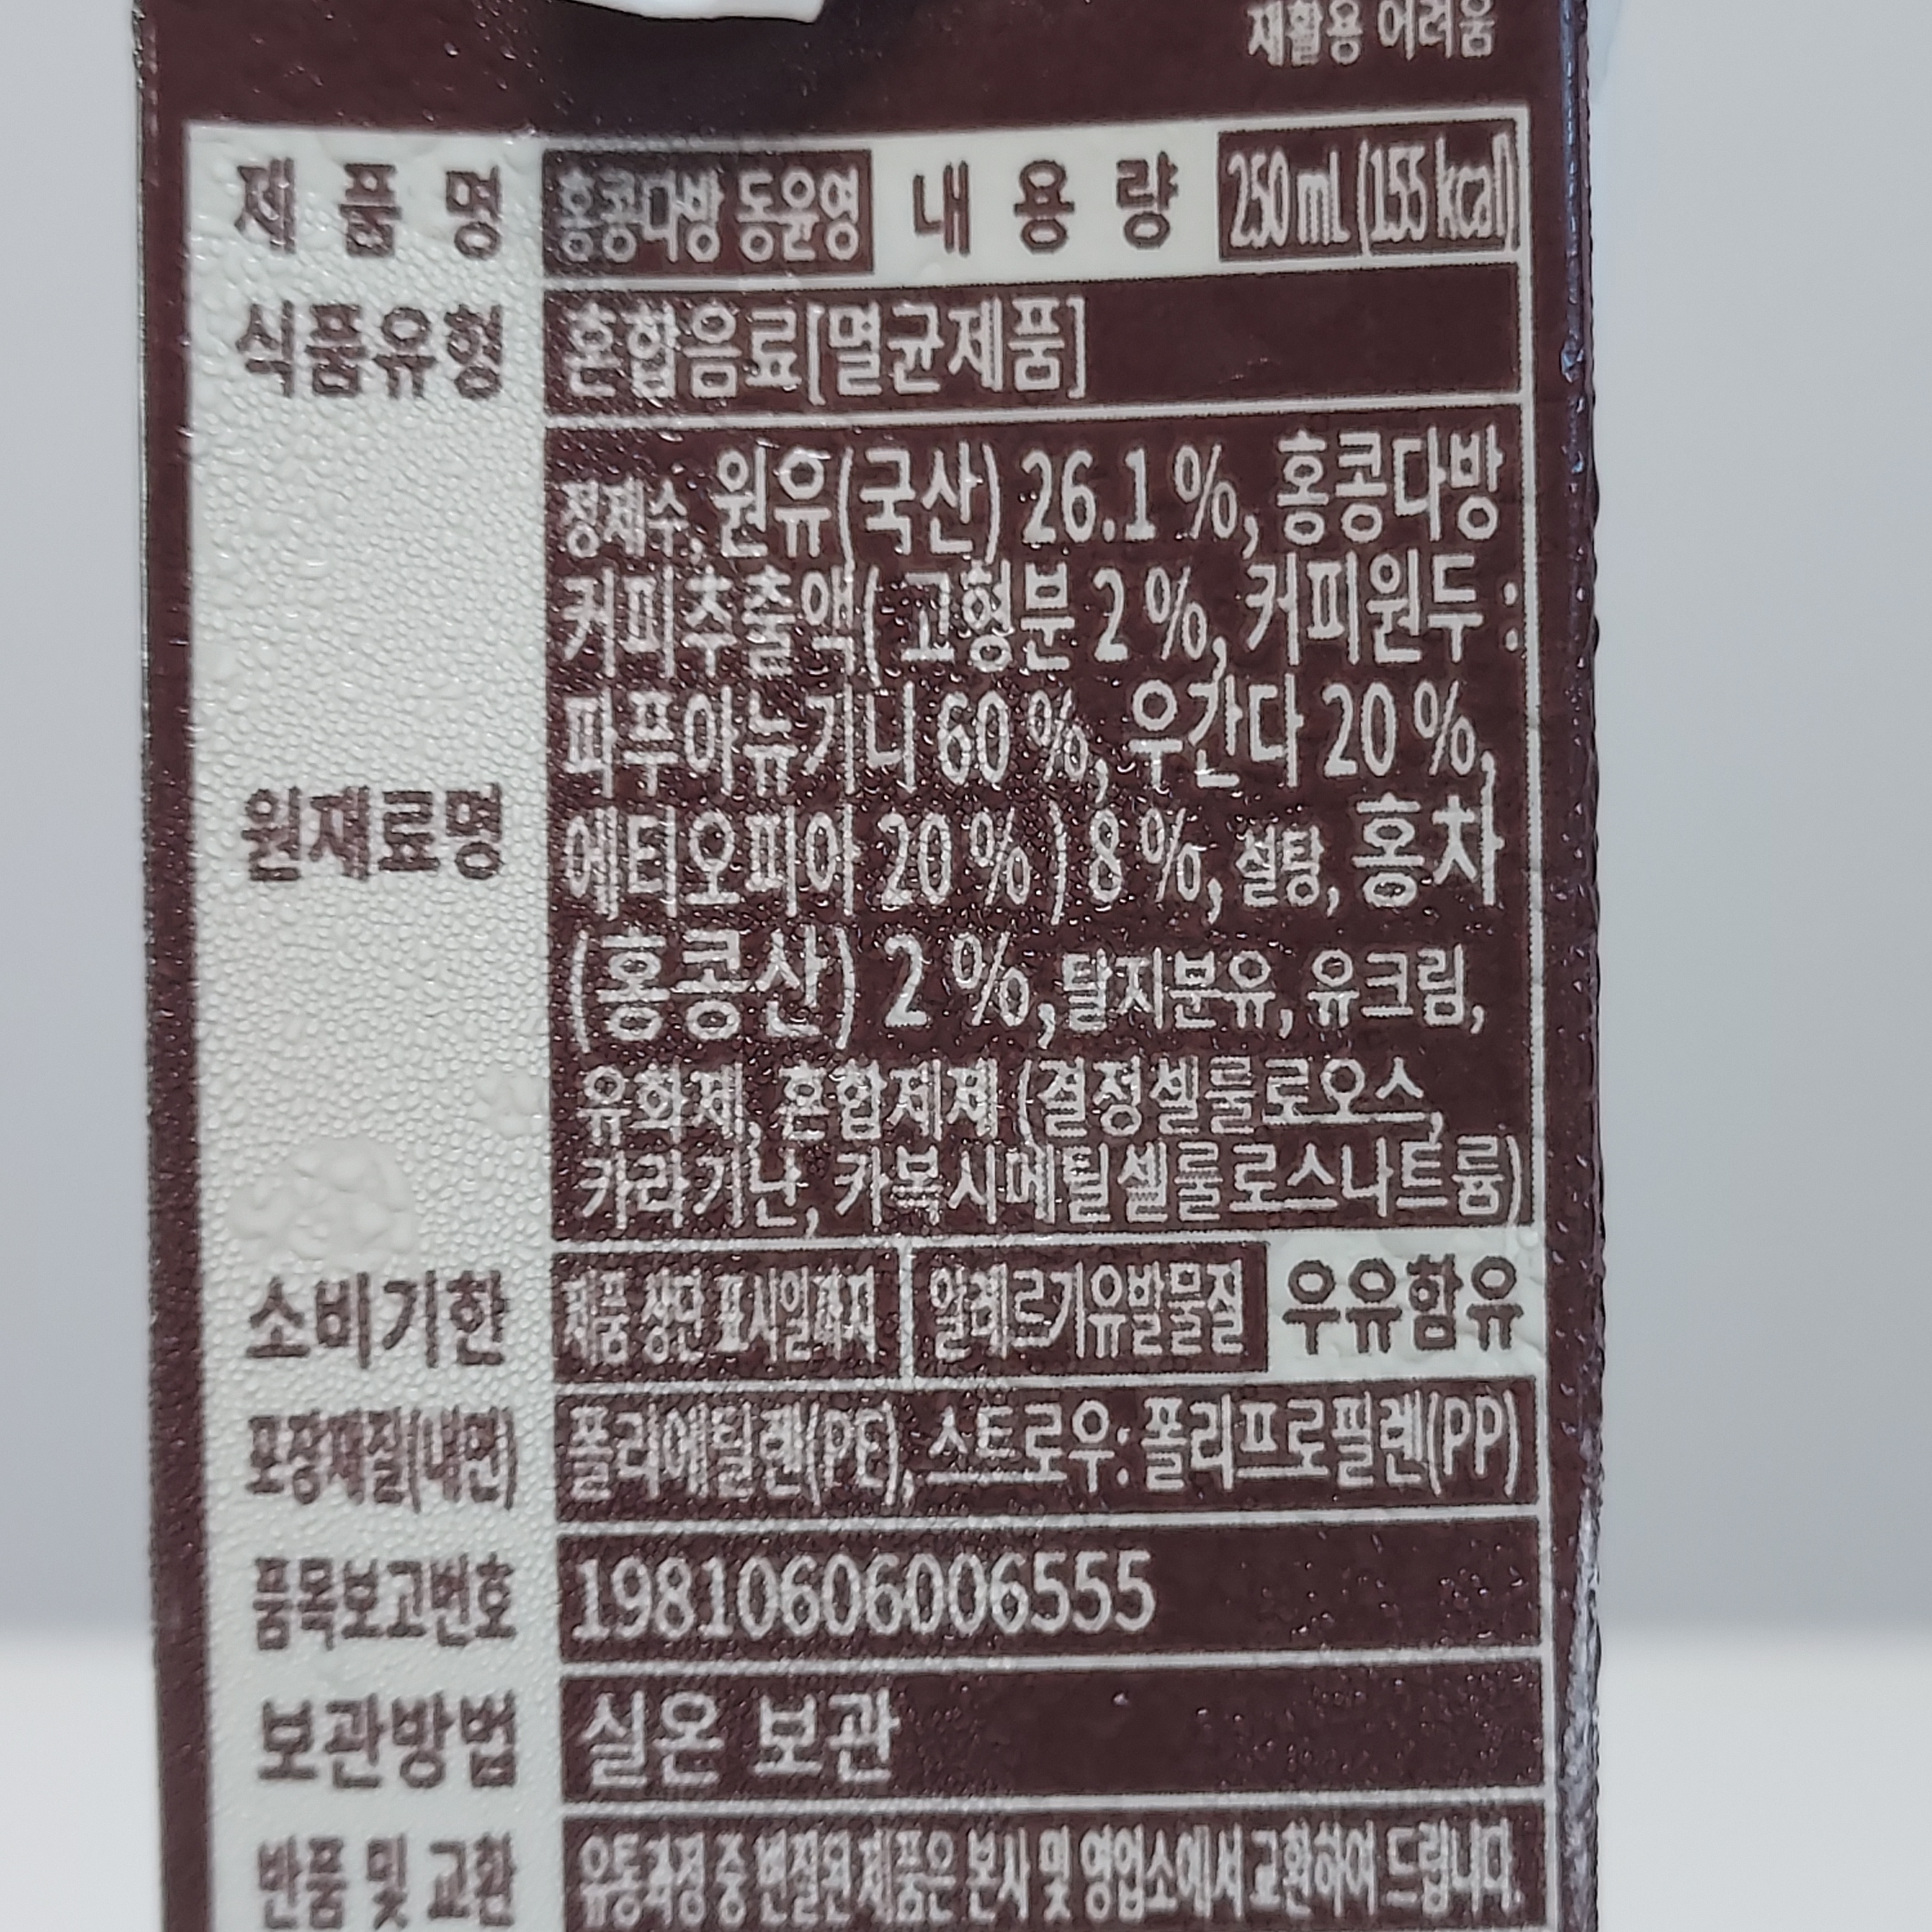 재활용 어려움
제 품 명 홍콩다방 동윤영 내 용 량 250 mL (155 kcal)
식품유형 혼합음료[멸균제품]
정제수, 원유(국산) 26.1 %, 홍콩다방
커피추출액( 고형분 2 %, 커피원두 :
파푸아뉴기니 60 %, 우간다 20 %,
원재료명 에티오피아 20 % ) 8 %, 설탕, 홍차
(홍콩산) 2 %, 탈지분유, 유크림,
유화제, 혼합제제 (결정셀룰로오스,
카라기난, 카복시메틸셀룰로스나트륨)
소비기한 제품 상단 표시일까지 알레르기유발물질 우유함유
포장재질(내면) 폴리에틸렌(PE), 스트로우: 폴리프로필렌(PP)
품목보고번호 19810606006555
보관방법 실온 보관
반품 및 교환 유통과정 중 변질된 제품은 본사 및 영업소에서 교환하여 드립니다.